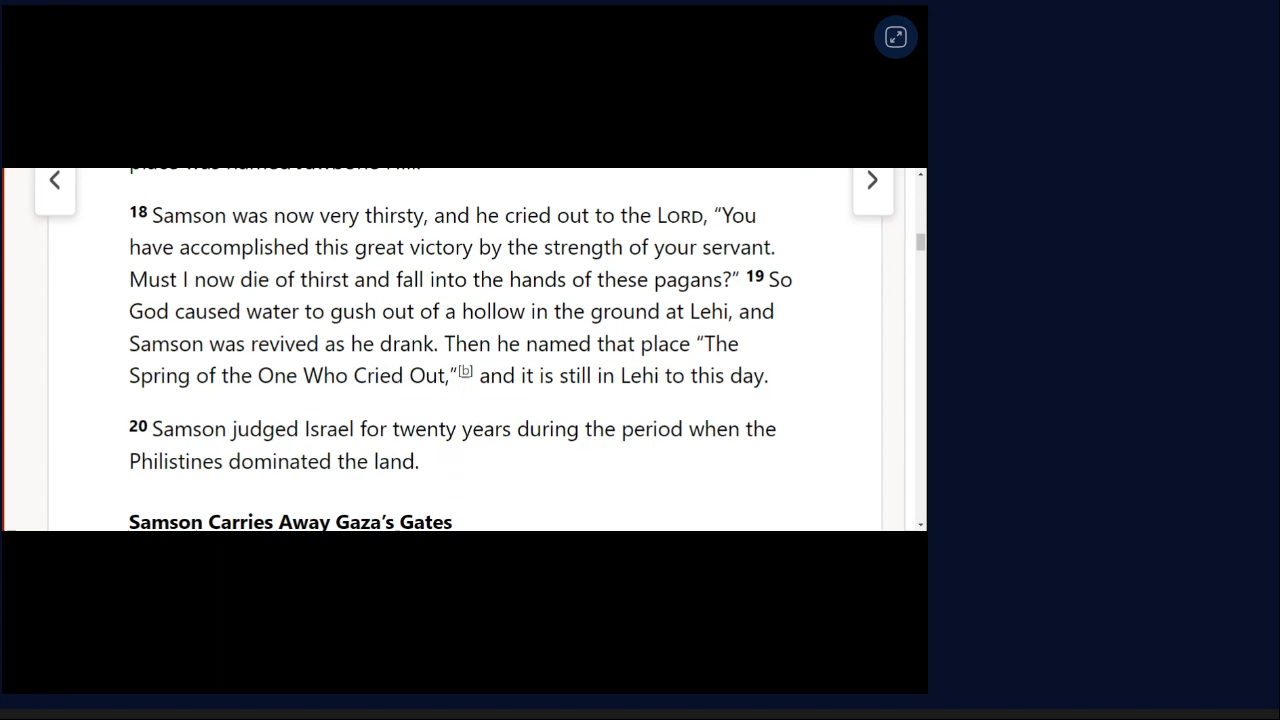 18 Samson was now very thirsty, and he cried out to the LORD, “You
have accomplished this great victory by the strength of your servant.
Must I now die of thirst and fall into the hands of these pagans?” 19 So
God caused water to gush out of a hollow in the ground at Lehi, and
Samson was revived as he drank. Then he named that place “The
Spring of the One Who Cried Out,”[b] and it is still in Lehi to this day.
20 Samson judged Israel for twenty years during the period when the
Philistines dominated the land.
Samson Carries Away Gaza’s Gates